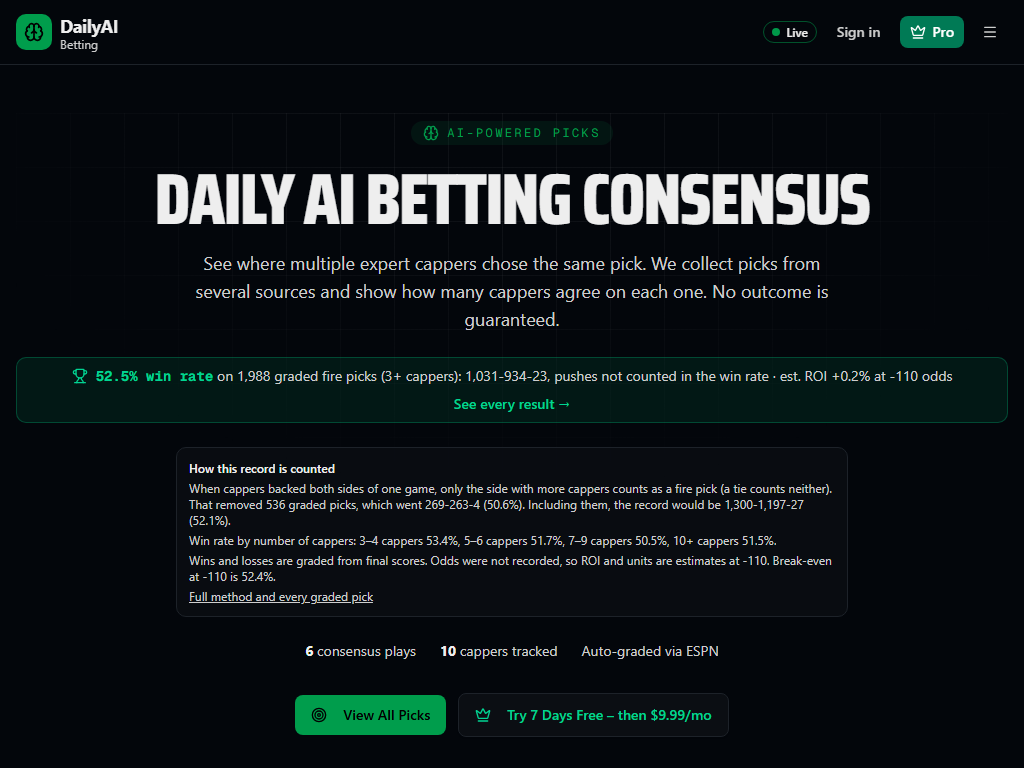 DailyAI
Betting
Live
Sign in
Pro
AI-POWERED PICKS
DAILY AI BETTING CONSENSUS
See where multiple expert cappers chose the same pick. We collect picks from
several sources and show how many cappers agree on each one. No outcome is
guaranteed.
52.5% win rate on 1,988 graded fire picks (3+ cappers): 1,031-934-23, pushes not counted in the win rate · est. ROI +0.2% at -110 odds
See every result →
How this record is counted
When cappers backed both sides of one game, only the side with more cappers counts as a fire pick (a tie counts neither).
That removed 536 graded picks, which went 269-263-4 (50.6%). Including them, the record would be 1,300-1,197-27
(52.1%).
Win rate by number of cappers: 3–4 cappers 53.4%, 5–6 cappers 51.7%, 7–9 cappers 50.5%, 10+ cappers 51.5%.
Wins and losses are graded from final scores. Odds were not recorded, so ROI and units are estimates at -110. Break-even
at -110 is 52.4%.
Full method and every graded pick
6 consensus plays
10 cappers tracked
Auto-graded via ESPN
View All Picks
Try 7 Days Free – then $9.99/mo